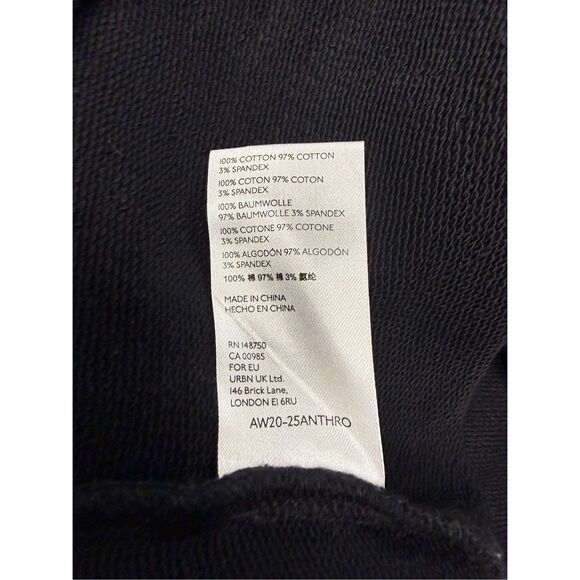 100% COTTON 97% COTTON
3% SPANDEX
100% COTON 97% COTON
3% SPANDEX
100% BAUMWOLLE
97% BAUMWOLLE 3% SPANDEX
100% COTONE 97% COTONE
3% SPANDEX
100% ALGODÓN 97% ALGODÓN
3% SPANDEX
100% 棉 97% 棉 3% 氨纶
MADE IN CHINA
HECHO EN CHINA
RN 148750
CA 00985
FOR EU
URBN UK Ltd.
146 Brick Lane,
LONDON E1 6RU
AW20-25ANTHRO